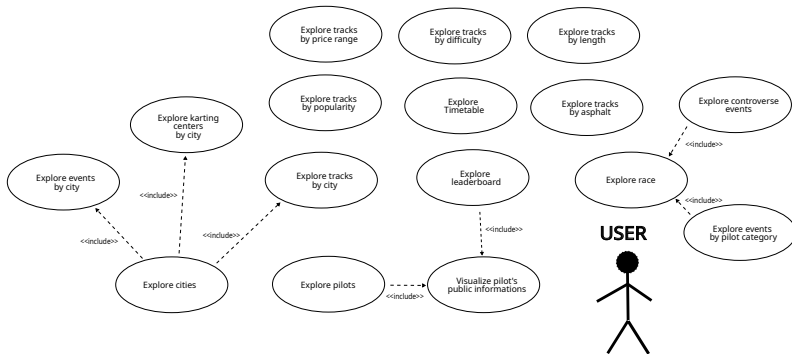 Explore tracks
by price range
Explore tracks
by difficulty
Explore tracks
by length
Explore tracks
by popularity
Explore
Timetable
Explore tracks
by asphalt
Explore controverse
events
Explore karting
centers
by city
<<include>>
Explore events
by city
Explore tracks
by city
Explore
leaderboard
Explore race
<<include>>
<<include>>
<<include>>
<<include>>
<<include>>
USER
Explore events
by pilot category
Explore cities
Explore pilots
<<include>>
Visualize pilot's
public informations